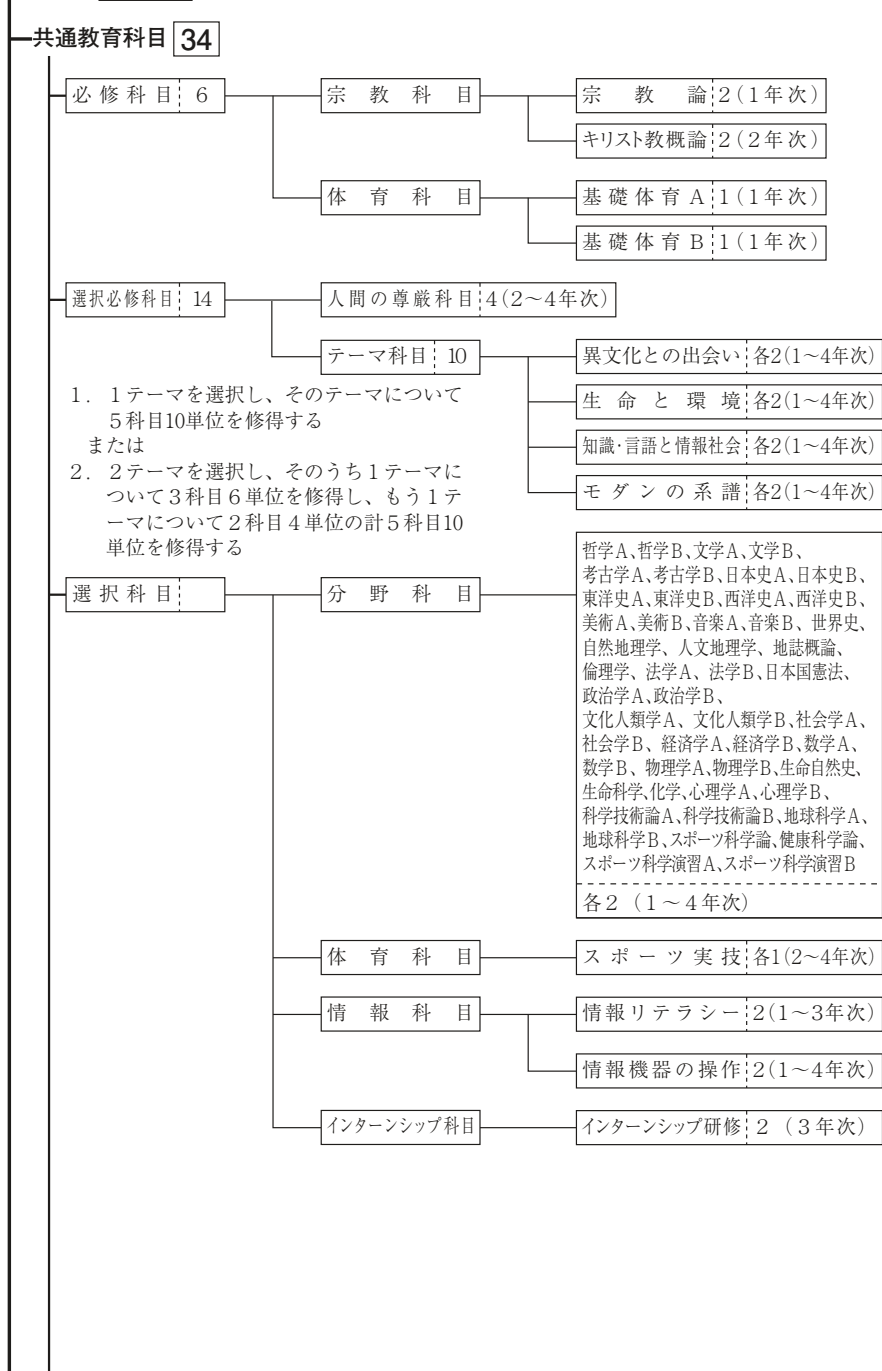 共通教育科目 34
必修科目 6
宗教科目
宗教論 2(1年次)
キリスト教概論 2(2年次)
体育科目
基礎体育A 1(1年次)
基礎体育B 1(1年次)
選択必修科目 14
人間の尊厳科目 4(2～4年次)
テーマ科目 10
異文化との出会い 各2(1～4年次)
生命と環境 各2(1～4年次)
知識・言語と情報社会 各2(1～4年次)
モダンの系譜 各2(1～4年次)
1. 1テーマを選択し、そのテーマについて
5科目10単位を修得する
または
2. 2テーマを選択し、そのうち1テーマに
ついて3科目6単位を修得し、もう1テ
ーマについて2科目4単位の計5科目10
単位を修得する
選択科目
分野科目
哲学A、哲学B、文学A、文学B、
考古学A、考古学B、日本史A、日本史B、
東洋史A、東洋史B、西洋史A、西洋史B、
美術A、美術B、音楽A、音楽B、世界史、
自然地理学、人文地理学、地誌概論、
倫理学、法学A、法学B、日本国憲法、
政治学A、政治学B、
文化人類学A、文化人類学B、社会学A、
社会学B、経済学A、経済学B、数学A、
数学B、物理学A、物理学B、生命自然史、
生命科学、化学、心理学A、心理学B、
科学技術論A、科学技術論B、地球科学A、
地球科学B、スポーツ科学論、健康科学論、
スポーツ科学演習A、スポーツ科学演習B
各2(1～4年次)
体育科目
スポーツ実技 各1(2～4年次)
情報科目
情報リテラシー 2(1～3年次)
情報機器の操作 2(1～4年次)
インターンシップ科目
インターンシップ研修 2(3年次)